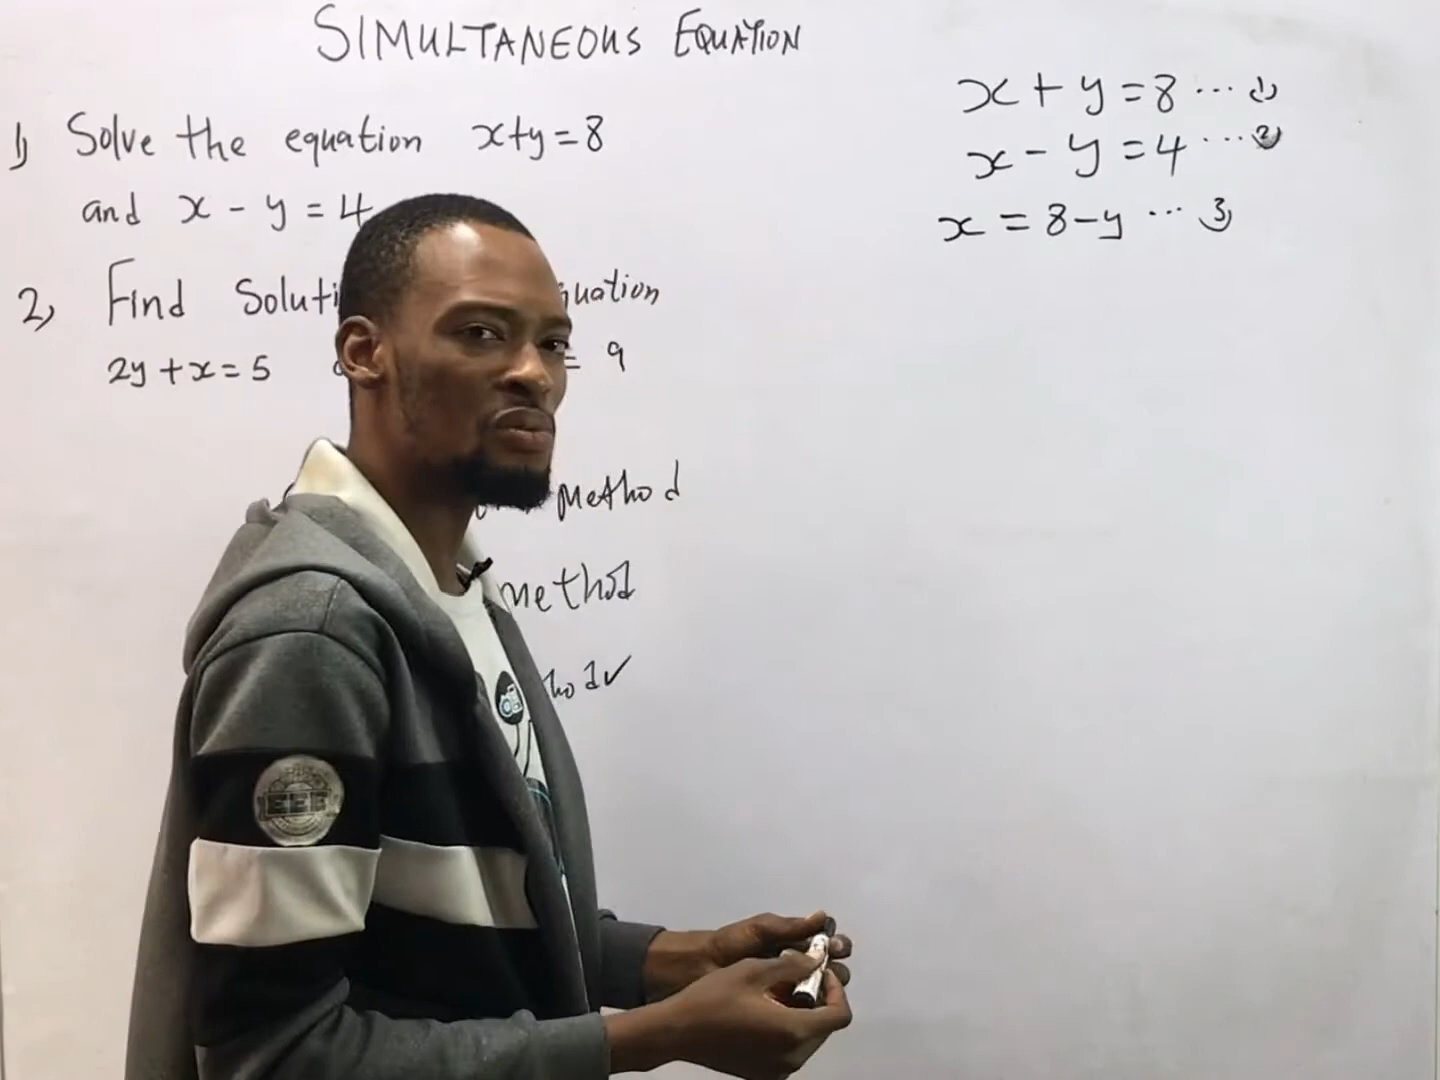 SIMULTANEOUS EQUATION
1) Solve the equation x+y=8
and x - y = 4
2) Find
2y + x = 5 = 9
Method
method
x + y = 8 ... 1)
x - y = 4 ... 2)
x = 8 - y ... 3)
EEE